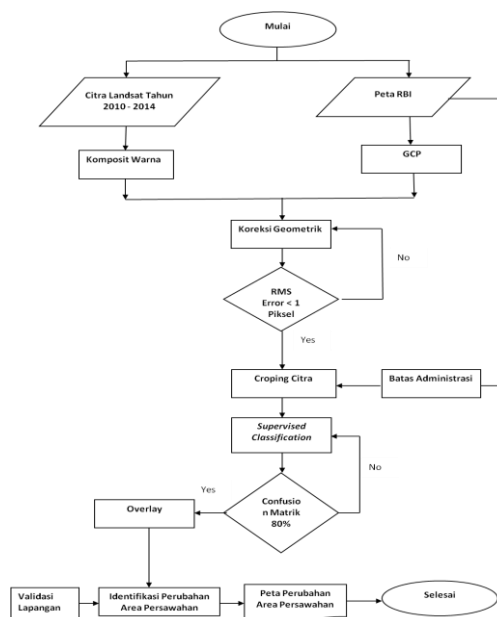 Mulai
Citra Landsat Tahun
2010 - 2014
Peta RBI
Komposit Warna
GCP
Koreksi Geometrik
No
RMS
Error < 1
Piksel
Yes
Croping Citra
Batas Administrasi
Supervised
Classification
No
Yes
Overlay
Confusio
n Matrik
80%
Validasi
Lapangan
Identifikasi Perubahan
Area Persawahan
Peta Perubahan
Area Persawahan
Selesai